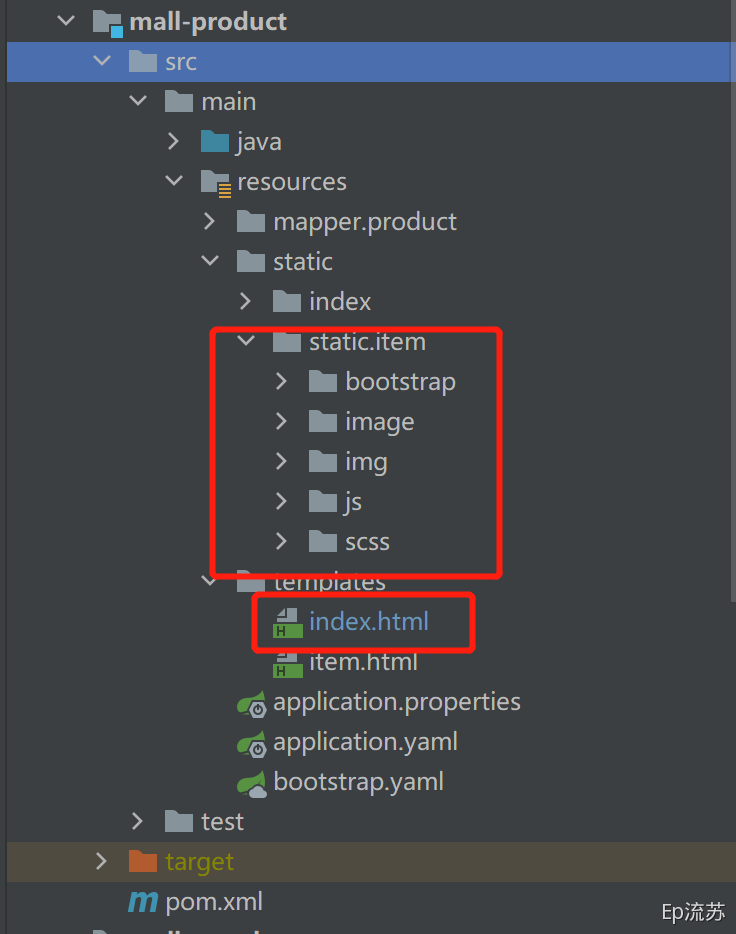 mall-product
src
main
java
resources
mapper.product
static
index
static.item
bootstrap
image
img
js
scss
templates
index.html
item.html
application.properties
application.yaml
bootstrap.yaml
test
target
pom.xml
Ep流苏